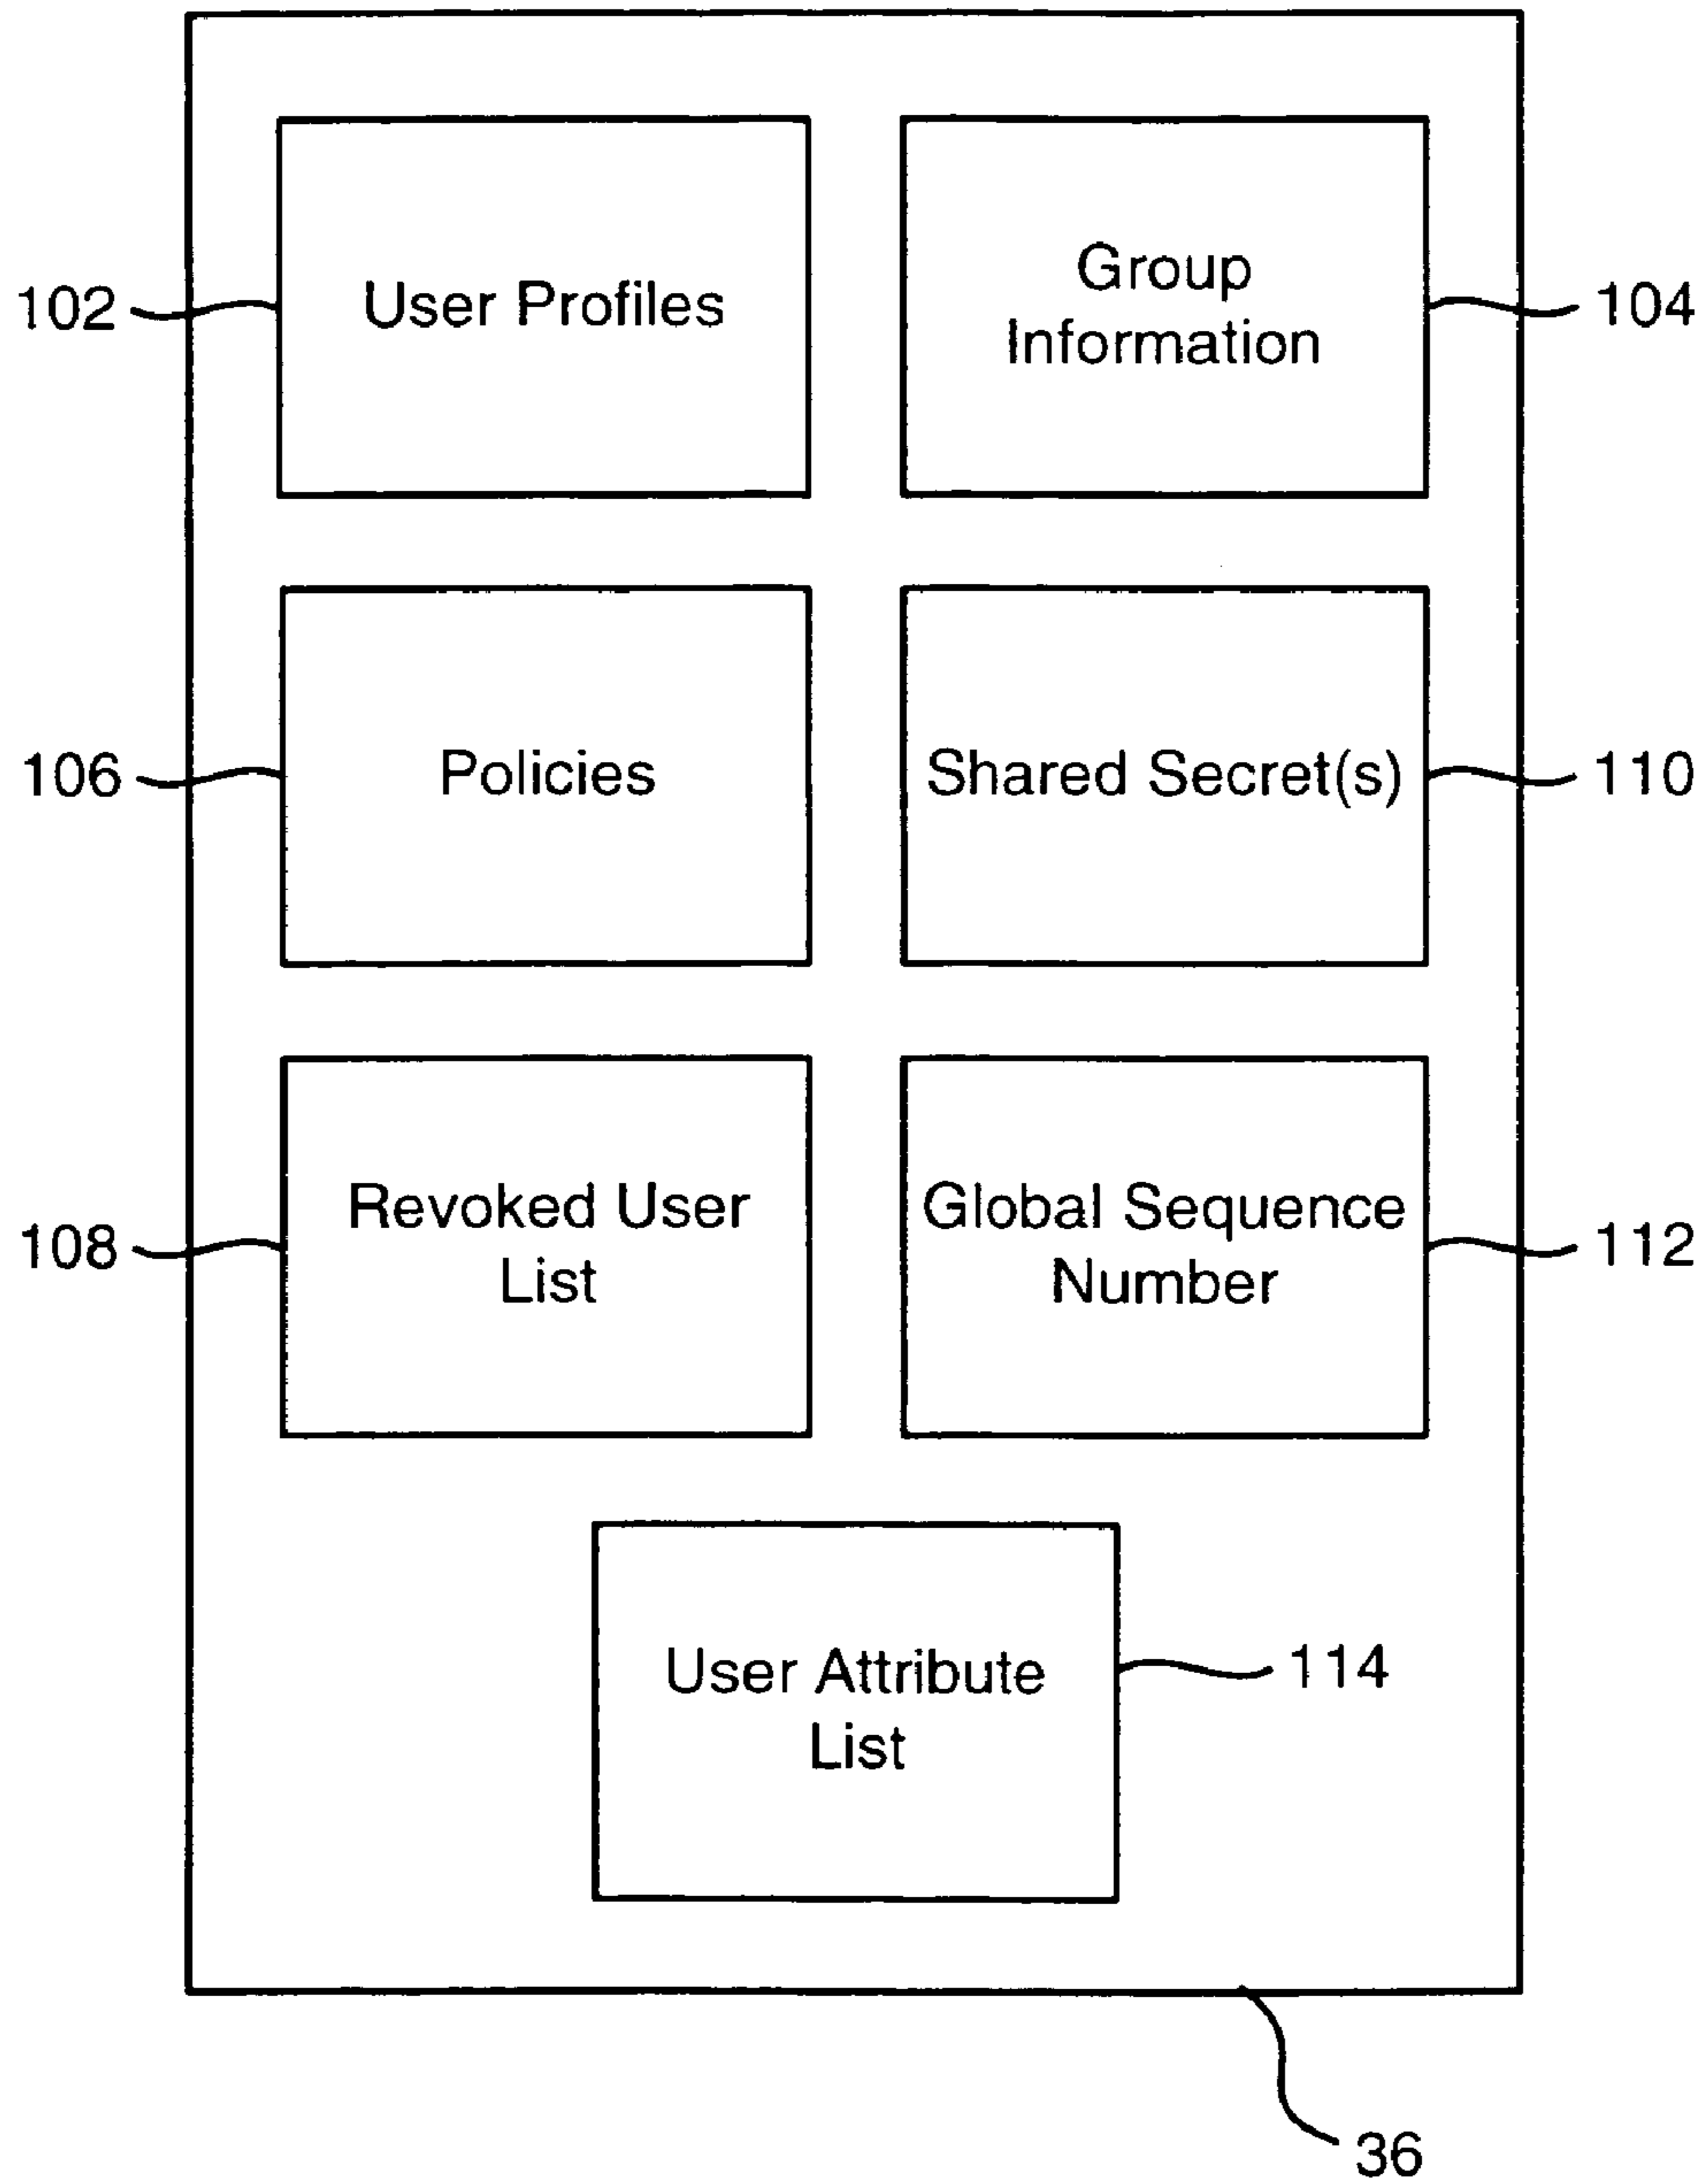 102
User Profiles
Group
Information
104
106
Policies
Shared Secret(s)
110
108
Revoked User
List
Global Sequence
Number
112
User Attribute
List
114
36